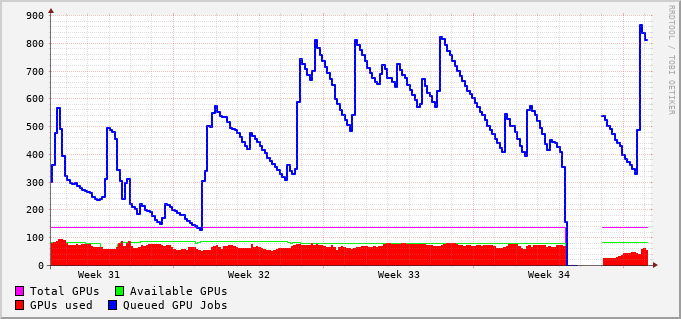 900
800
700
600
500
400
300
200
100
0
Week 31 Week 32 Week 33 Week 34
Total GPUs Available GPUs
GPUs used Queued GPU Jobs
RRDTOOL / TOBI OETIKER